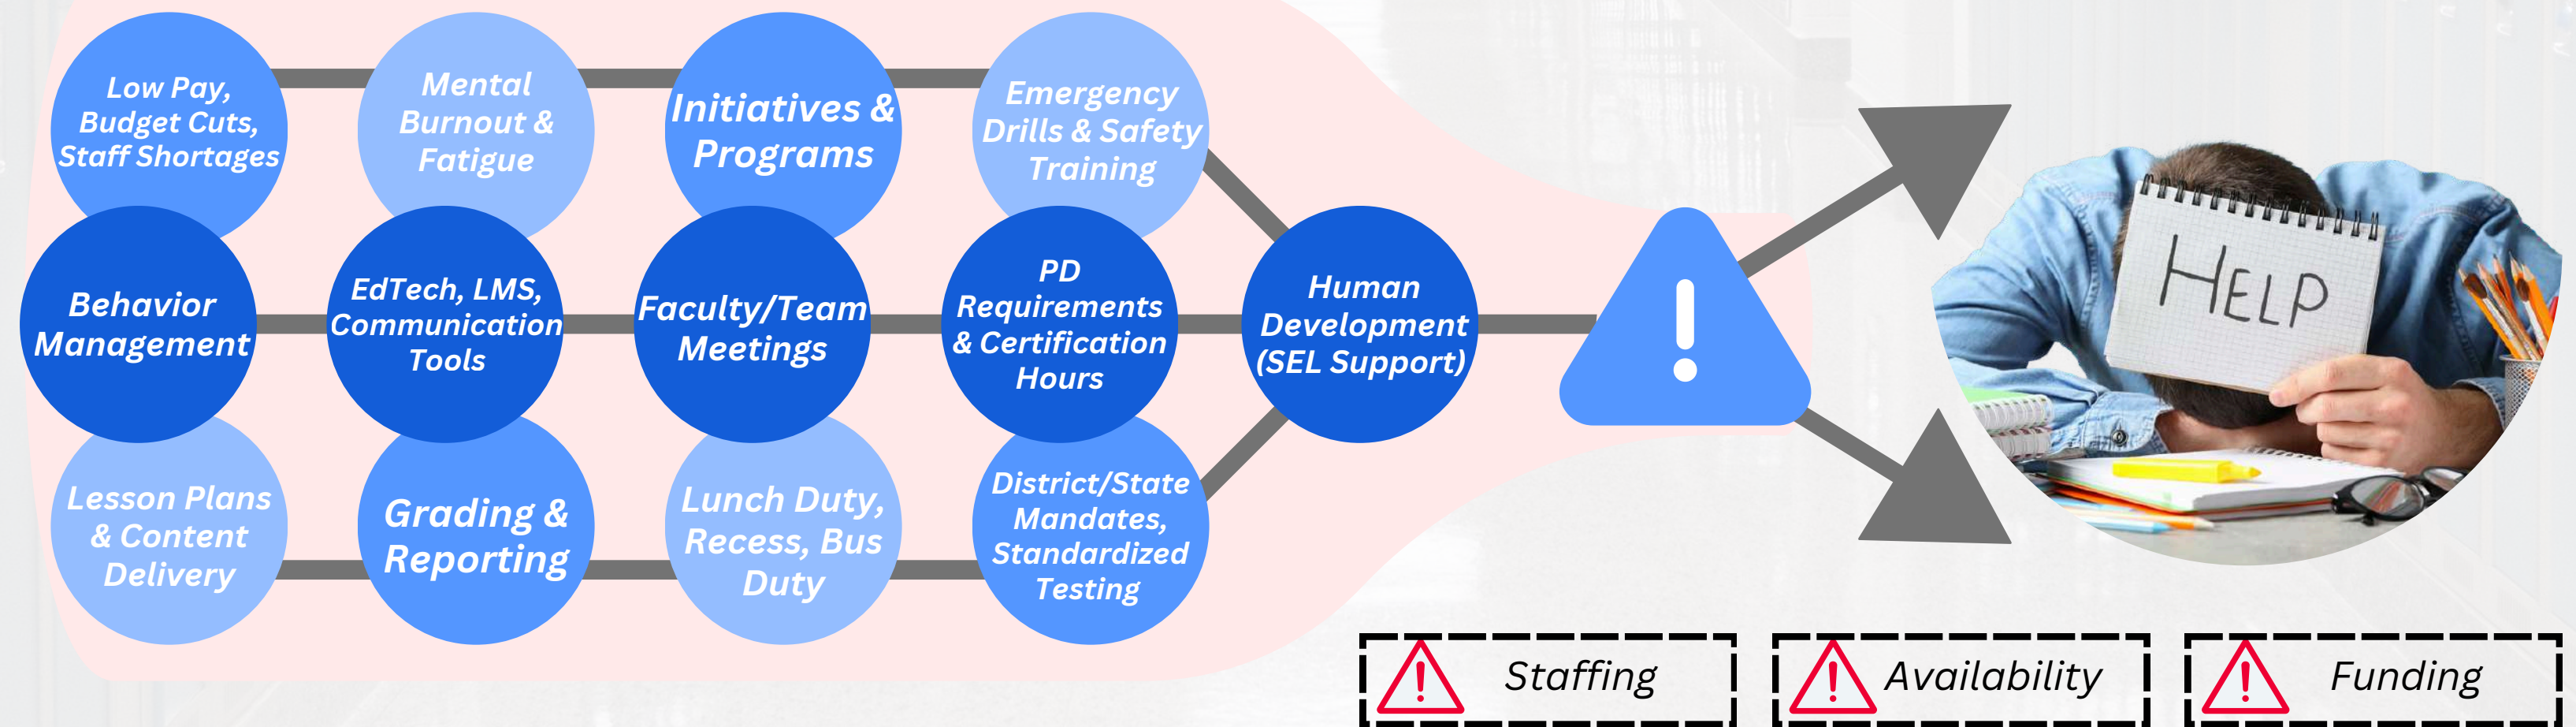 Low Pay,
Budget Cuts,
Staff Shortages
Mental
Burnout &
Fatigue
Initiatives &
Programs
Emergency
Drills & Safety
Training
Behavior
Management
EdTech, LMS,
Communication
Tools
Faculty/Team
Meetings
PD
Requirements
& Certification
Hours
Human
Development
(SEL Support)
!
HELP
Lesson Plans
& Content
Delivery
Grading &
Reporting
Lunch Duty,
Recess, Bus
Duty
District/State
Mandates,
Standardized
Testing
! Staffing
! Availability
! Funding